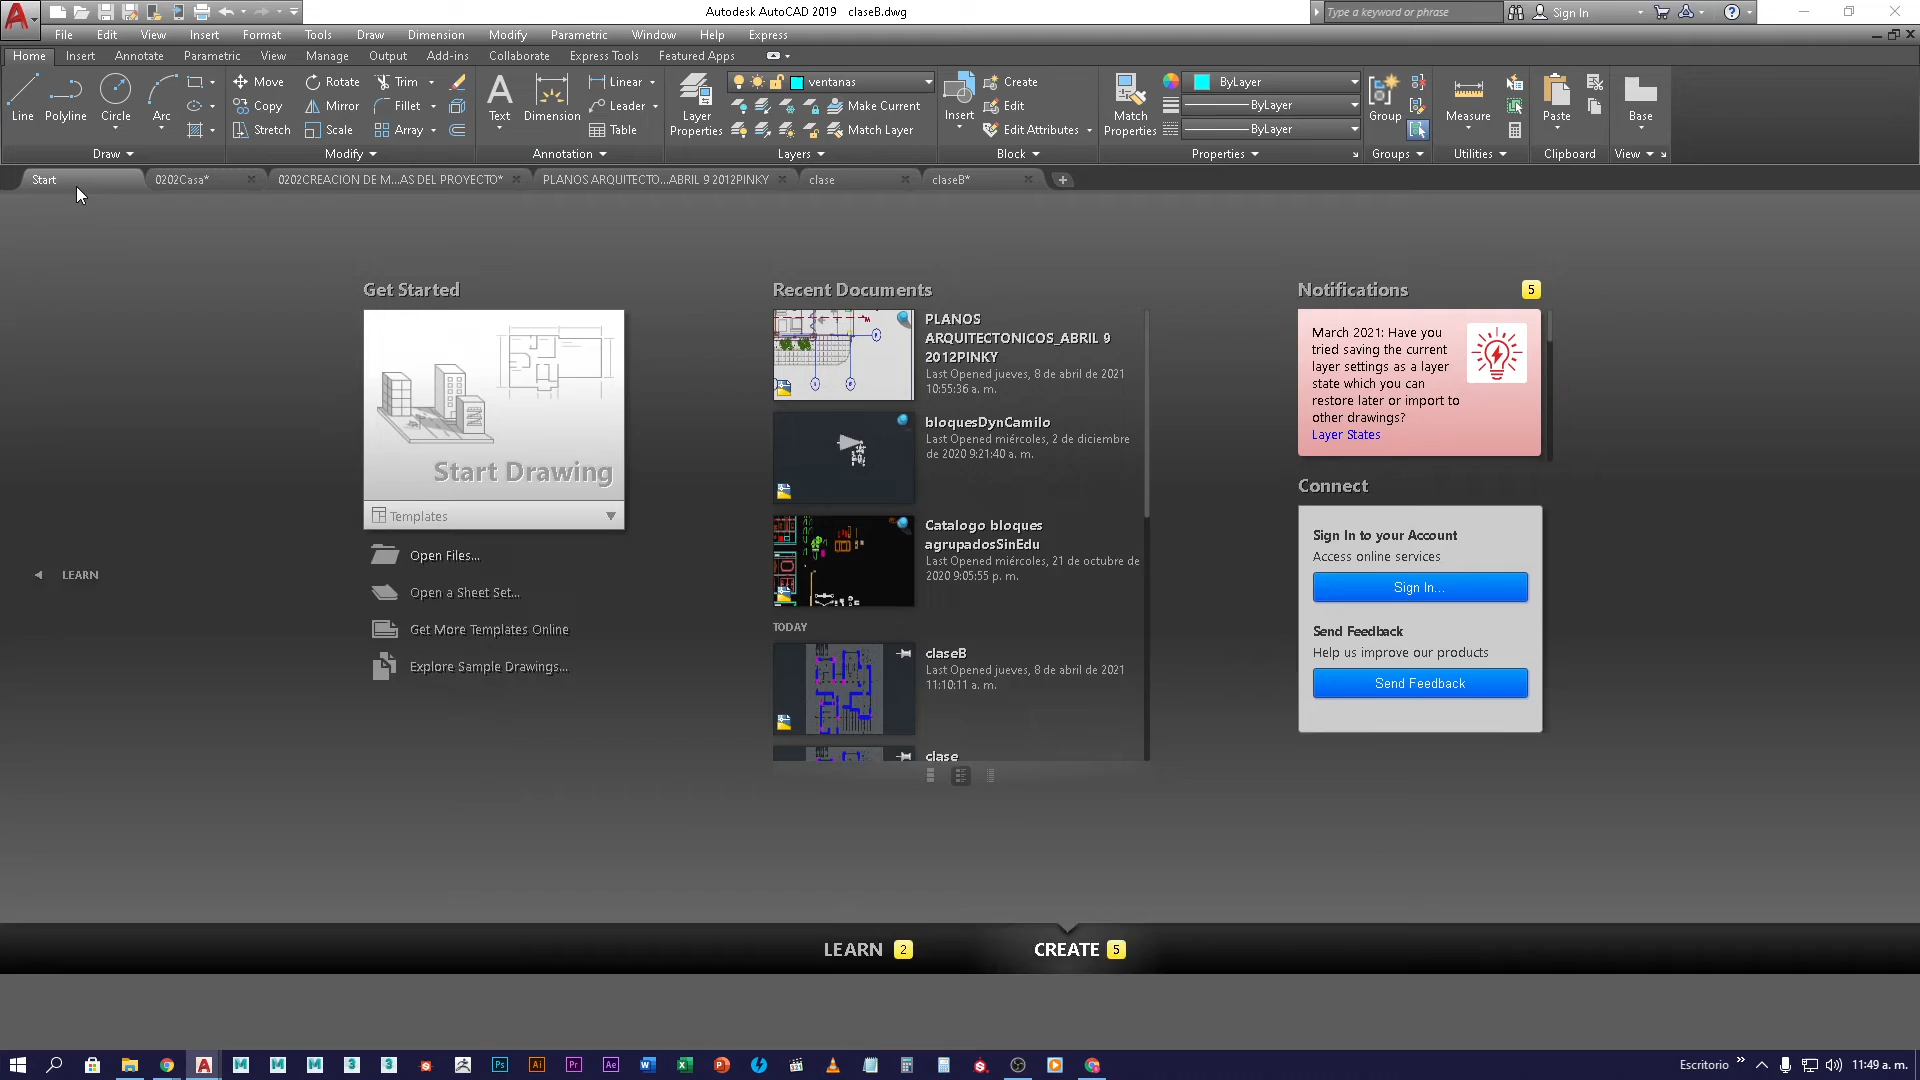 Autodesk AutoCAD 2019 claseB.dwg
Type a keyword or phrase
Sign In
File Edit View Insert Format Tools Draw Dimension Modify Parametric Window Help Express
Home Insert Annotate Parametric View Manage Output Add-ins Collaborate Express Tools Featured Apps
Line
Polyline
Circle
Arc
Draw
Move
Rotate
Trim
Copy
Mirror
Fillet
Stretch
Scale
Array
Modify
Text
Dimension
Linear
Leader
Table
Annotation
Layer Properties
ventanas
Make Current
Match Layer
Layers
Insert
Create
Edit
Edit Attributes
Block
Match Properties
ByLayer
ByLayer
ByLayer
Properties
Group
Groups
Measure
Utilities
Paste
Clipboard
Base
View
Start
0202Casa*
0202CREACION DE M...AS DEL PROYECTO*
PLANOS ARQUITECTO...ABRIL 9 2012PINKY
clase
claseB*
Get Started
Start Drawing
Templates
Open Files...
Open a Sheet Set...
Get More Templates Online
Explore Sample Drawings...
LEARN
Recent Documents
PLANOS
ARQUITECTONICOS_ABRIL 9
2012PINKY
Last Opened jueves, 8 de abril de 2021
10:55:36 a. m.
bloquesDynCamilo
Last Opened miércoles, 2 de diciembre
de 2020 9:21:40 a. m.
Catalogo bloques
agrupadosSinEdu
Last Opened miércoles, 21 de octubre de
2020 9:05:55 p. m.
TODAY
claseB
Last Opened jueves, 8 de abril de 2021
11:10:11 a. m.
clase
Notifications 5
March 2021: Have you
tried saving the current
layer settings as a layer
state which you can
restore later or import to
other drawings?
Layer States
Connect
Sign In to your Account
Access online services
Sign In...
Send Feedback
Help us improve our products
Send Feedback
LEARN 2
CREATE 5
Escritorio
11:49 a. m.